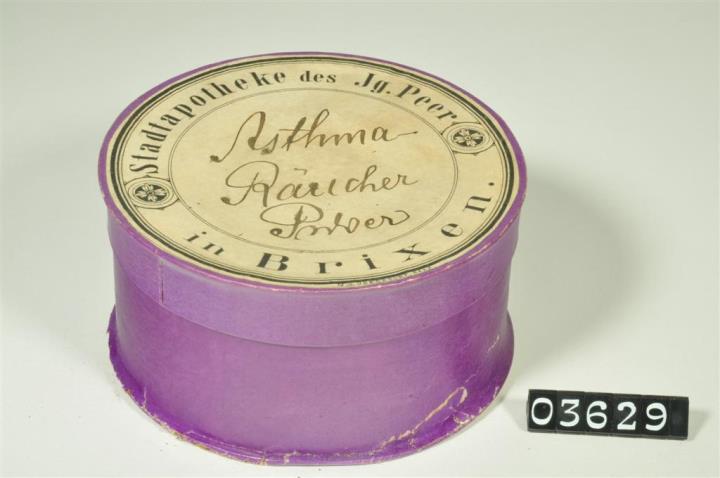 Stadtapotheke des Jg. Peer
Asthma
Räucher
Pulver
in Brixen.
03629